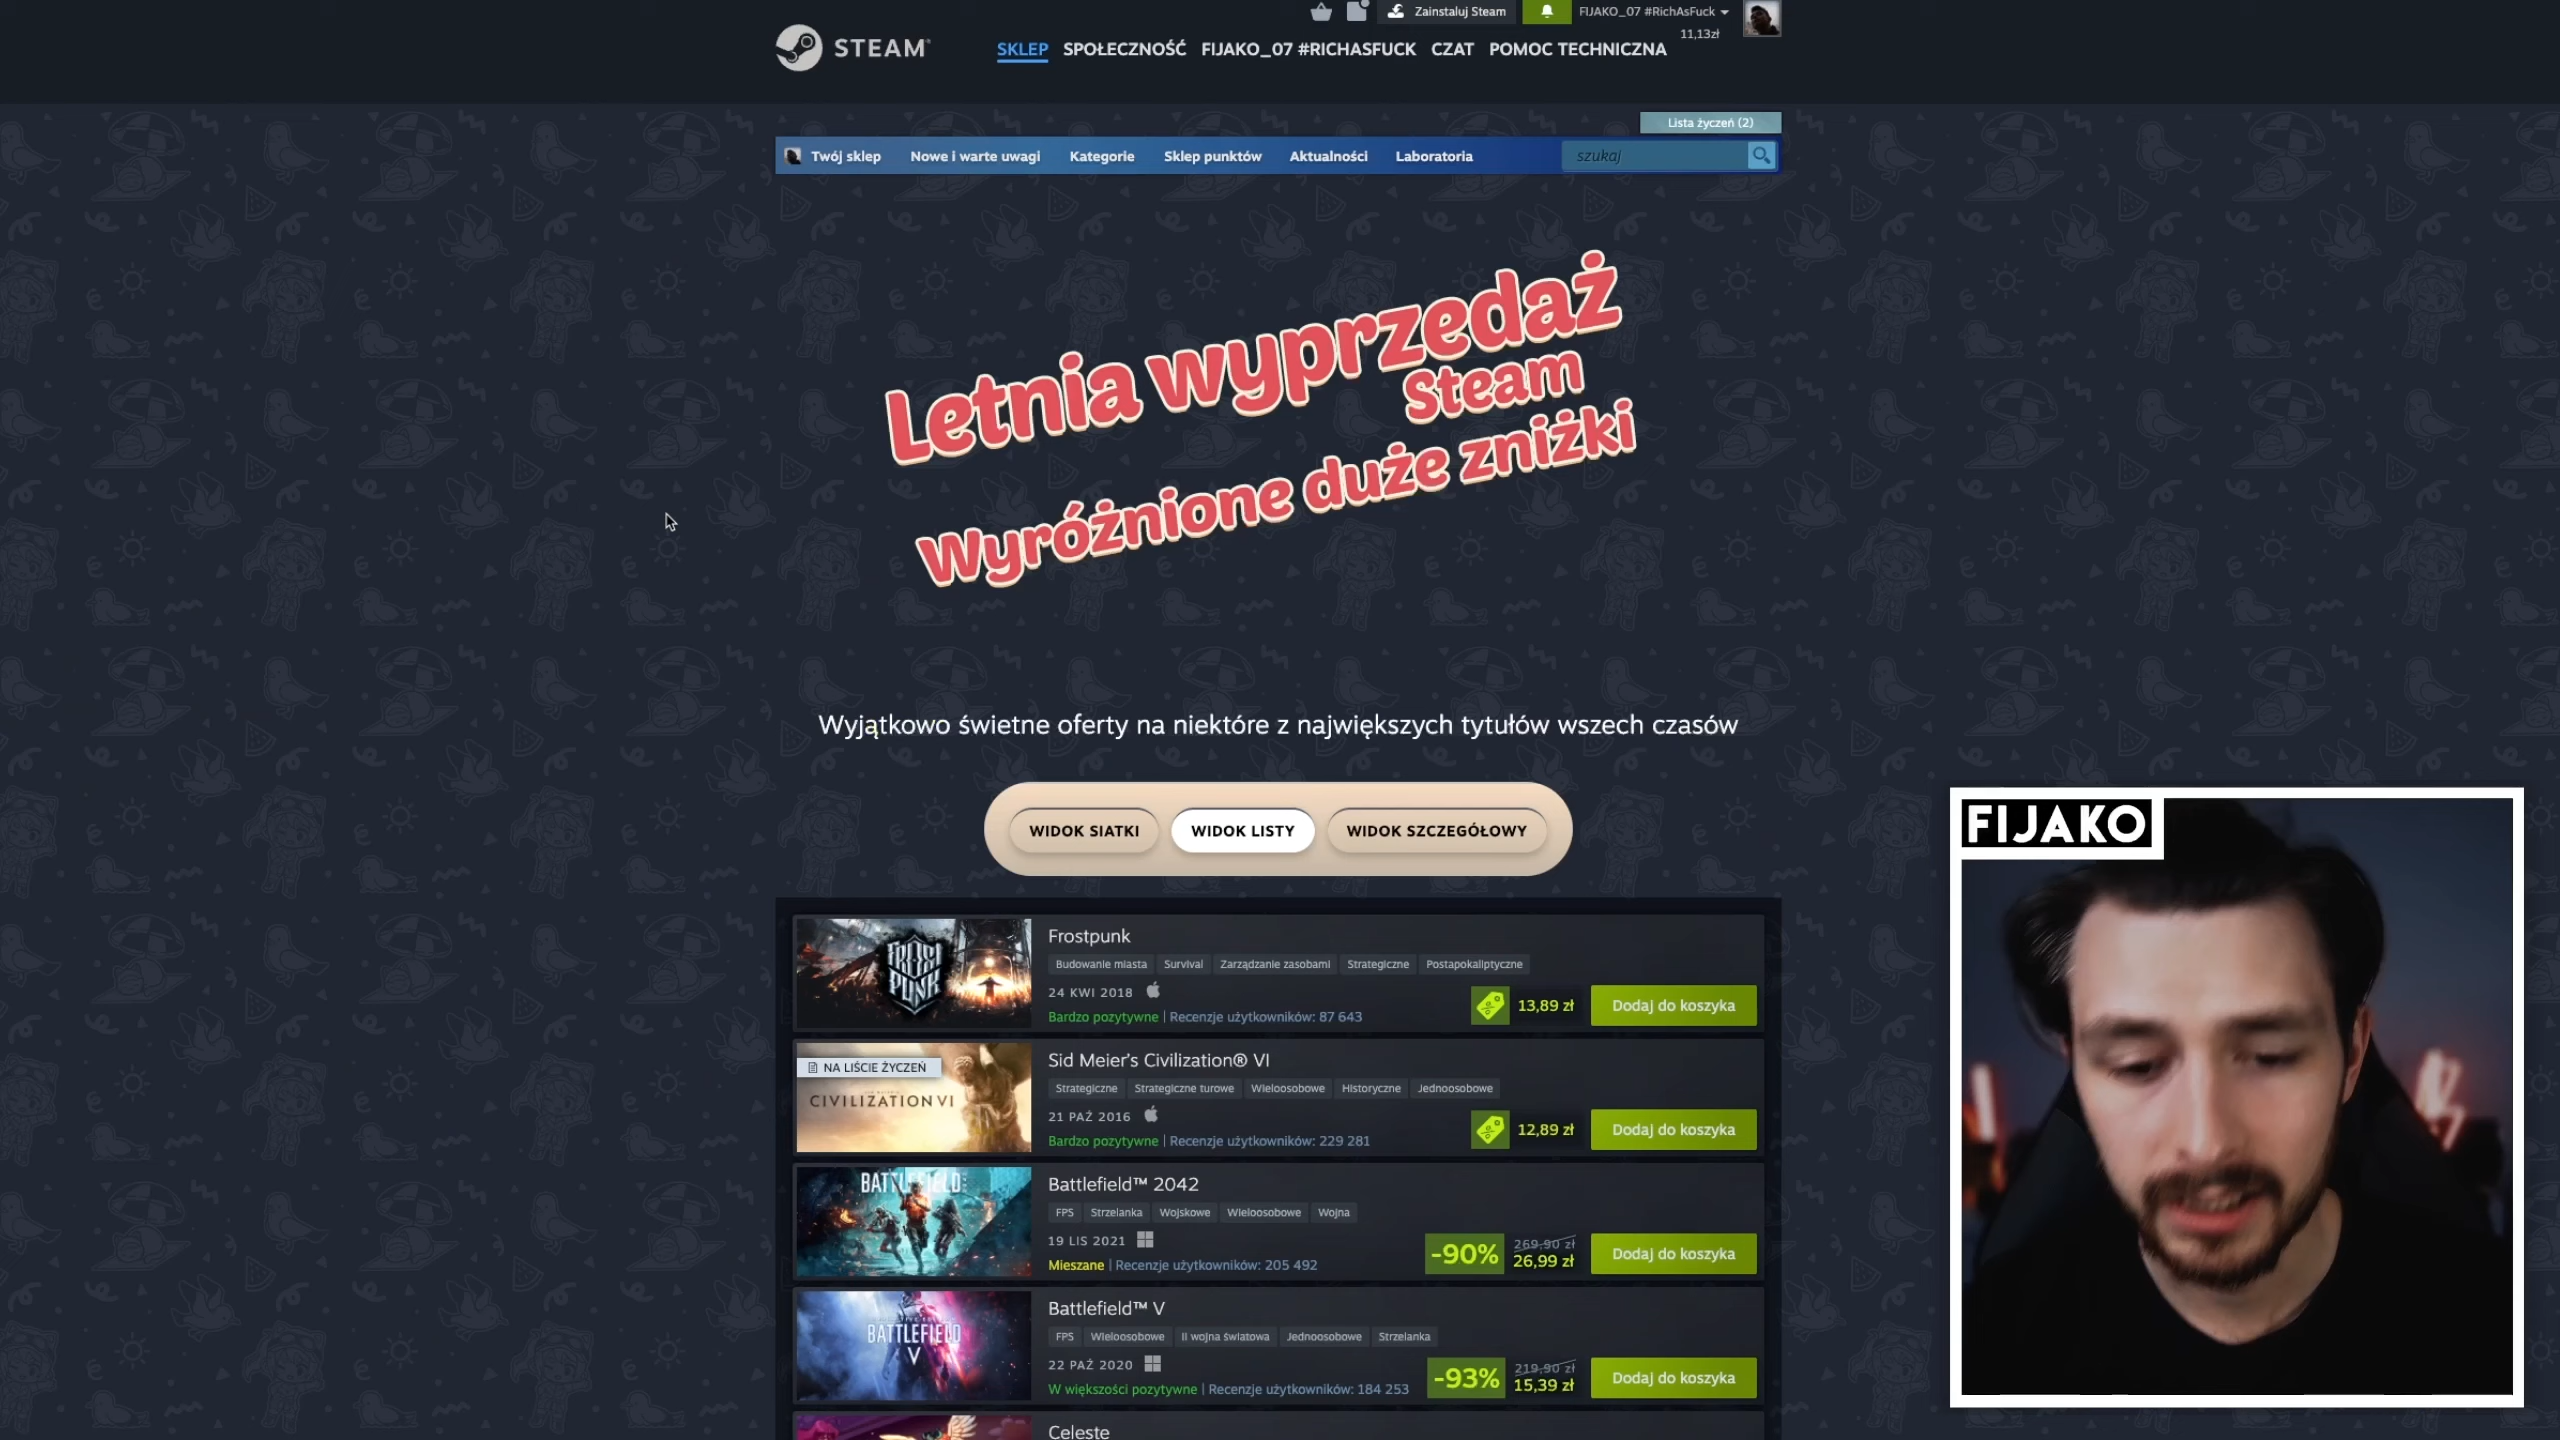 Zainstaluj Steam
FIJAKO_07 #RichAsFuck
11,13zł
STEAM
SKLEP SPOŁECZNOŚĆ FIJAKO_07 #RICHASFUCK CZAT POMOC TECHNICZNA
Lista życzeń (2)
Twój sklep Nowe i warte uwagi Kategorie Sklep punktów Aktualności Laboratoria szukaj
Letnia wyprzedaż
Steam
Wyróżnione duże zniżki
Wyjątkowo świetne oferty na niektóre z największych tytułów wszech czasów
WIDOK SIATKI WIDOK LISTY WIDOK SZCZEGÓŁOWY
FIJAKO
FROST PUNK
Frostpunk
Budowanie miasta Survival Zarządzanie zasobami Strategiczne Postapokaliptyczne
24 KWI 2018
13,89 zł Dodaj do koszyka
Bardzo pozytywne | Recenzje użytkowników: 87 643
NA LIŚCIE ŻYCZEŃ
CIVILIZATION VI
Sid Meier's Civilization® VI
Strategiczne Strategiczne turowe Wieloosobowe Historyczne Jednoosobowe
21 PAŹ 2016
12,89 zł Dodaj do koszyka
Bardzo pozytywne | Recenzje użytkowników: 229 281
BATTLEFIELD
Battlefield™ 2042
FPS Strzelanka Wojskowe Wieloosobowe Wojna
19 LIS 2021
-90% 269,90 zł 26,99 zł Dodaj do koszyka
Mieszane | Recenzje użytkowników: 205 492
BATTLEFIELD V
Battlefield™ V
FPS Wieloosobowe II wojna światowa Jednoosobowe Strzelanka
22 PAŹ 2020
-93% 219,90 zł 15,39 zł Dodaj do koszyka
W większości pozytywne | Recenzje użytkowników: 184 253
Celeste